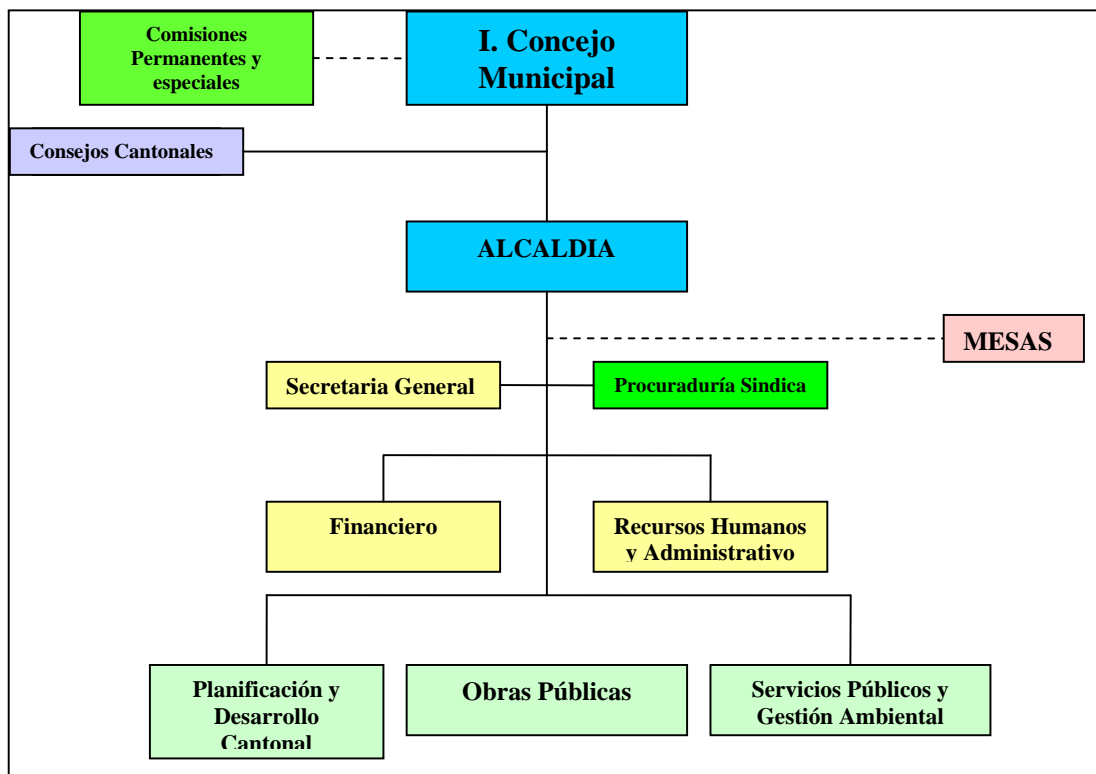 Comisiones
Permanentes y
especiales
I. Concejo
Municipal
Consejos Cantonales
ALCALDIA
MESAS
Secretaria General
Procuraduría Sindica
Financiero
Recursos Humanos
y Administrativo
Planificación y
Desarrollo
Cantonal
Obras Públicas
Servicios Públicos y
Gestión Ambiental